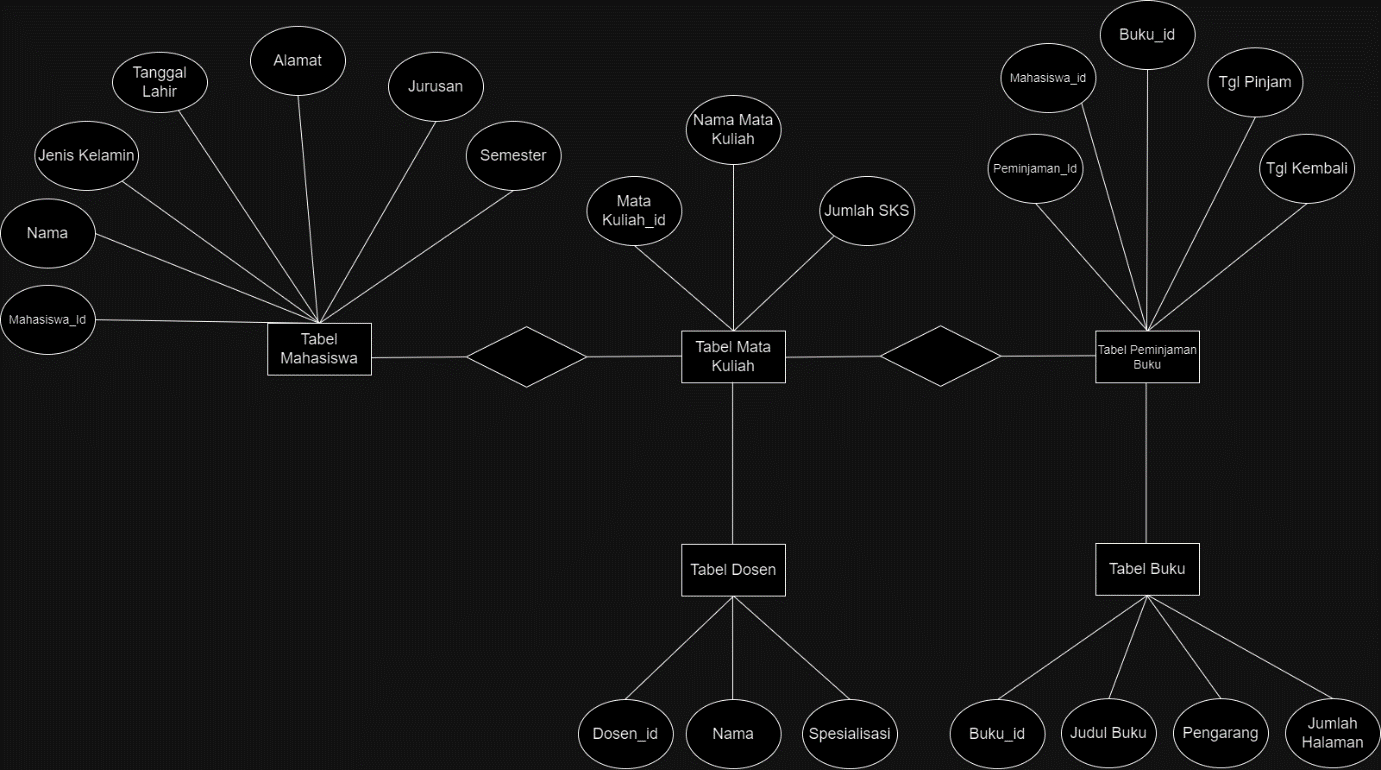 Buku_id
Alamat
Tanggal
Lahir
Jurusan
Mahasiswa_id
Tgl Pinjam
Nama Mata
Kuliah
Jenis Kelamin
Semester
Peminjaman_Id
Tgl Kembali
Mata
Kuliah_id
Jumlah SKS
Nama
Mahasiswa_Id
Tabel
Mahasiswa
Tabel Mata
Kuliah
Tabel Peminjaman
Buku
Tabel Dosen
Tabel Buku
Dosen_id
Nama
Spesialisasi
Buku_id
Judul Buku
Pengarang
Jumlah
Halaman